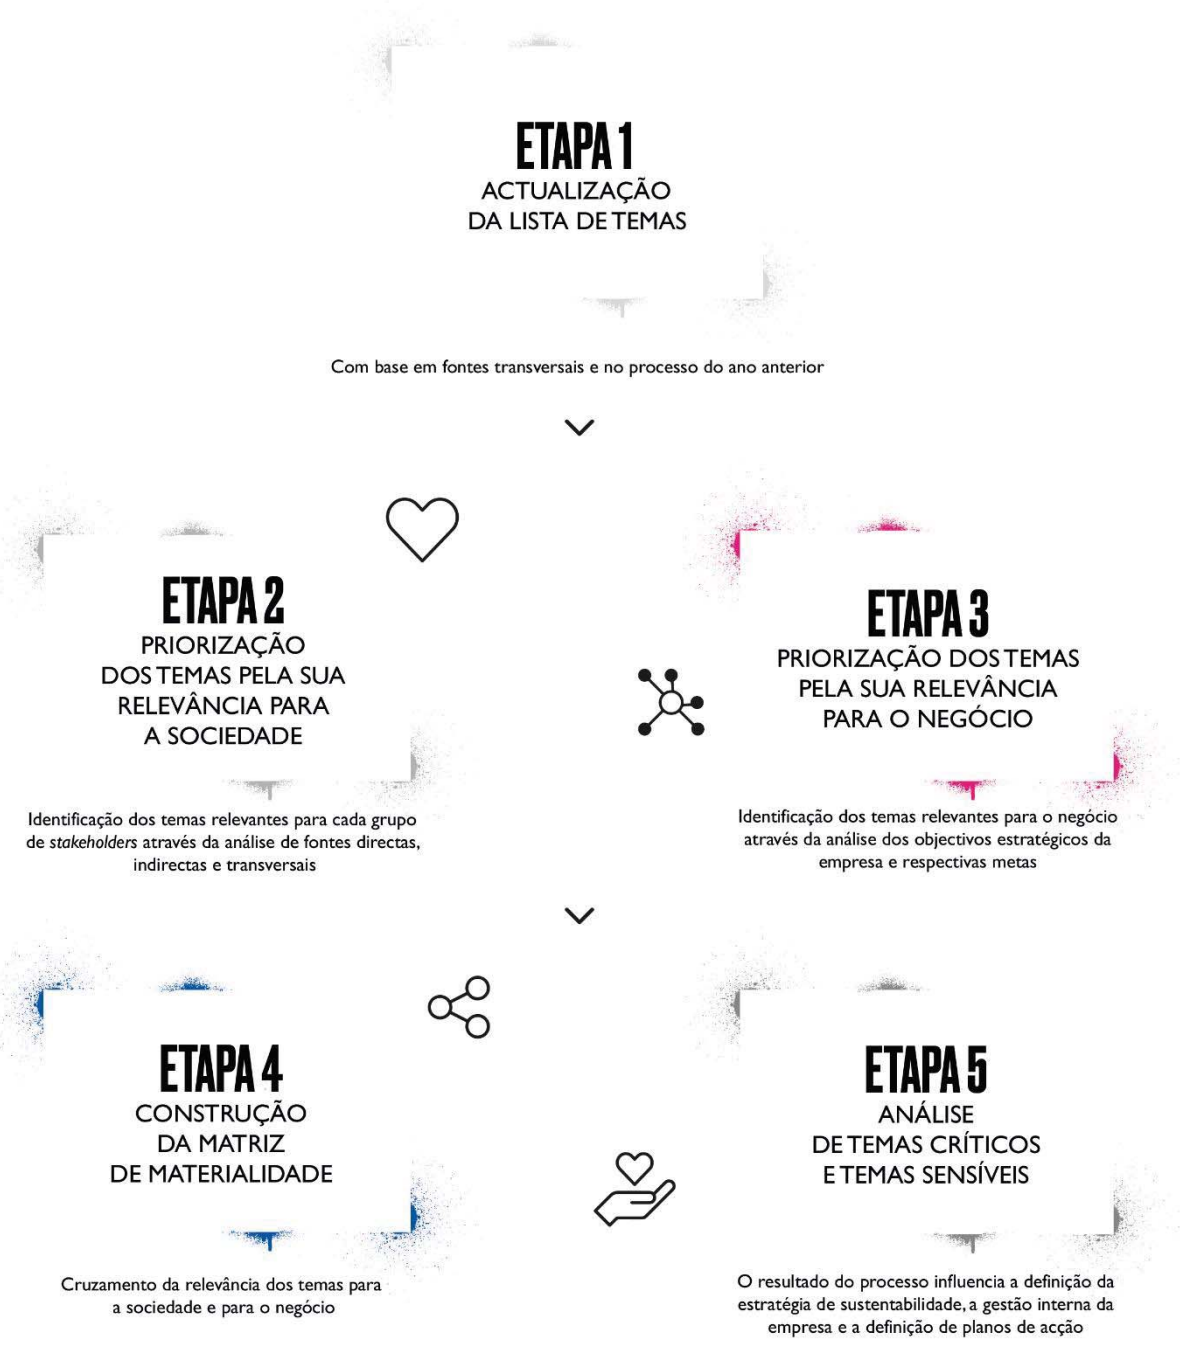 ETAPA 1
ACTUALIZAÇÃO
DA LISTA DE TEMAS
Com base em fontes transversais e no processo do ano anterior
ETAPA 2
PRIORIZAÇÃO
DOS TEMAS PELA SUA
RELEVÂNCIA PARA
A SOCIEDADE
Identificação dos temas relevantes para cada grupo
de stakeholders através da análise de fontes directas,
indirectas e transversais
ETAPA 3
PRIORIZAÇÃO DOS TEMAS
PELA SUA RELEVÂNCIA
PARA O NEGÓCIO
Identificação dos temas relevantes para o negócio
através da análise dos objectivos estratégicos da
empresa e respectivas metas
ETAPA 4
CONSTRUÇÃO
DA MATRIZ
DE MATERIALIDADE
Cruzamento da relevância dos temas para
a sociedade e para o negócio
ETAPA 5
ANÁLISE
DE TEMAS CRÍTICOS
E TEMAS SENSÍVEIS
O resultado do processo influencia a definição da
estratégia de sustentabilidade, a gestão interna da
empresa e a definição de planos de acção